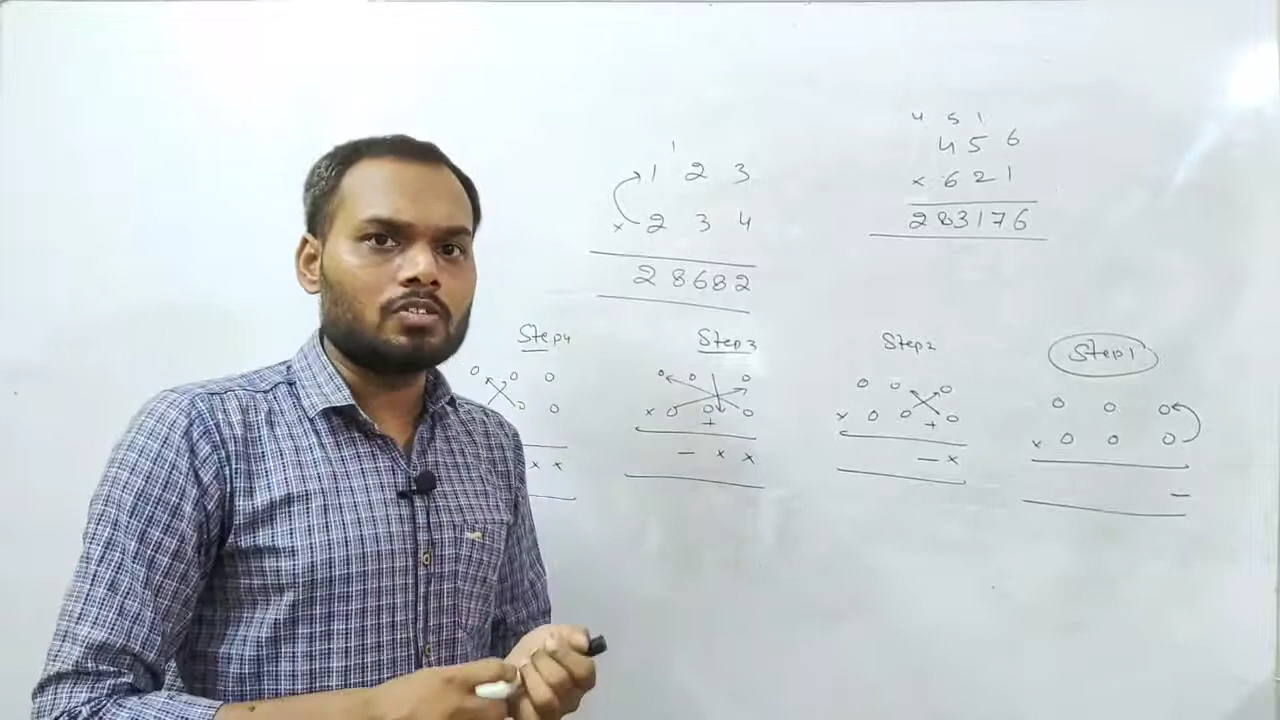 1
1 2 3
× 2 3 4
2 8 6 8 2
4 5 1
4 5 6
× 6 2 1
2 8 3 1 7 6
Step4
o o o
o o
× ×
Step3
o o o
× o o o
+
– × ×
Step2
o o o
× o o o
+
– ×
Step1
o o o
× o o o
–